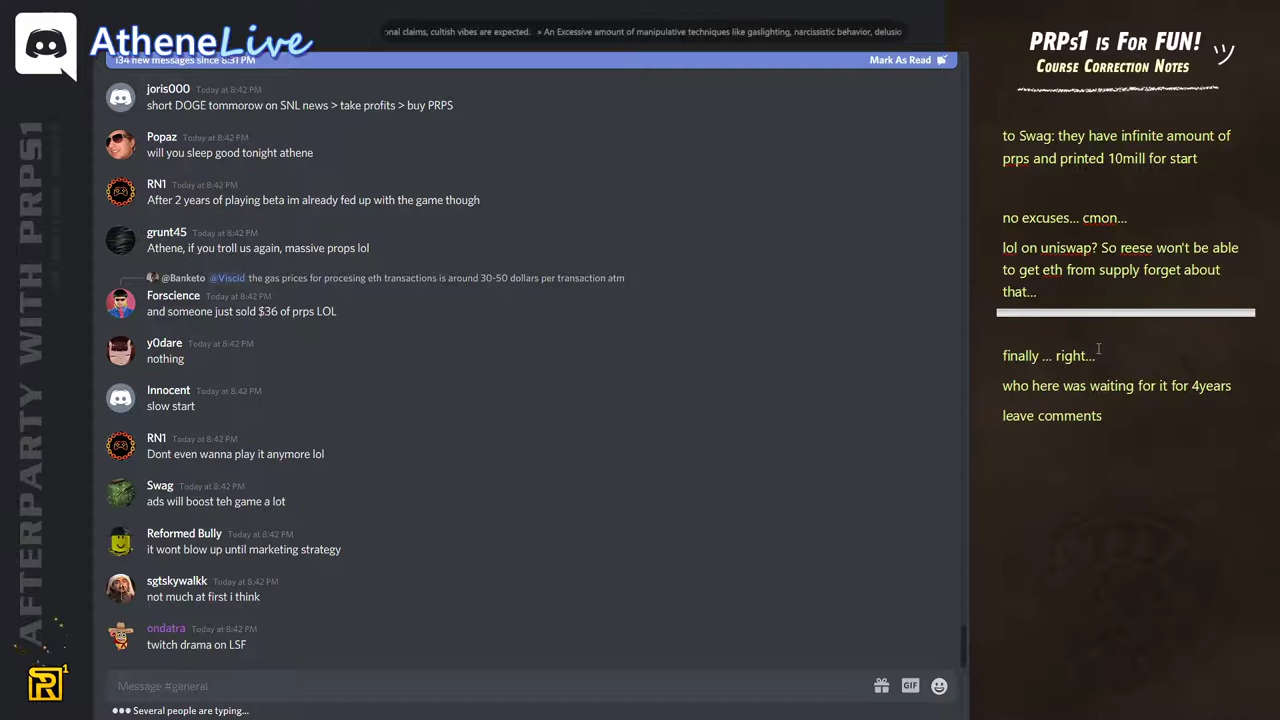 AtheneLive
onal claims, cultish vibes are expected. » An Excessive amount of manipulative techniques like gaslighting, narcissistic behavior, delusio
134 new messages since 8:31 PM
Mark As Read
joris000 Today at 8:42 PM
short DOGE tommorow on SNL news > take profits > buy PRPS
Popaz Today at 8:42 PM
will you sleep good tonight athene
RN1 Today at 8:42 PM
After 2 years of playing beta im already fed up with the game though
grunt45 Today at 8:42 PM
Athene, if you troll us again, massive props lol
@Banketo @Viscid the gas prices for procesing eth transactions is around 30-50 dollars per transaction atm
Forscience Today at 8:42 PM
and someone just sold $36 of prps LOL
y0dare Today at 8:42 PM
nothing
Innocent Today at 8:42 PM
slow start
RN1 Today at 8:42 PM
Dont even wanna play it anymore lol
Swag Today at 8:42 PM
ads will boost teh game a lot
Reformed Bully Today at 8:42 PM
it wont blow up until marketing strategy
sgtskywalkk Today at 8:42 PM
not much at first i think
ondatra Today at 8:42 PM
twitch drama on LSF
Message #general
GIF
Several people are typing...
AFTERPARTY WITH PRPS1
R1
PRPs1 is For FUN! ツ
Course Correction Notes
to Swag: they have infinite amount of
prps and printed 10mill for start
no excuses... cmon...
lol on uniswap? So reese won't be able
to get eth from supply forget about
that...
finally ... right...
who here was waiting for it for 4years
leave comments